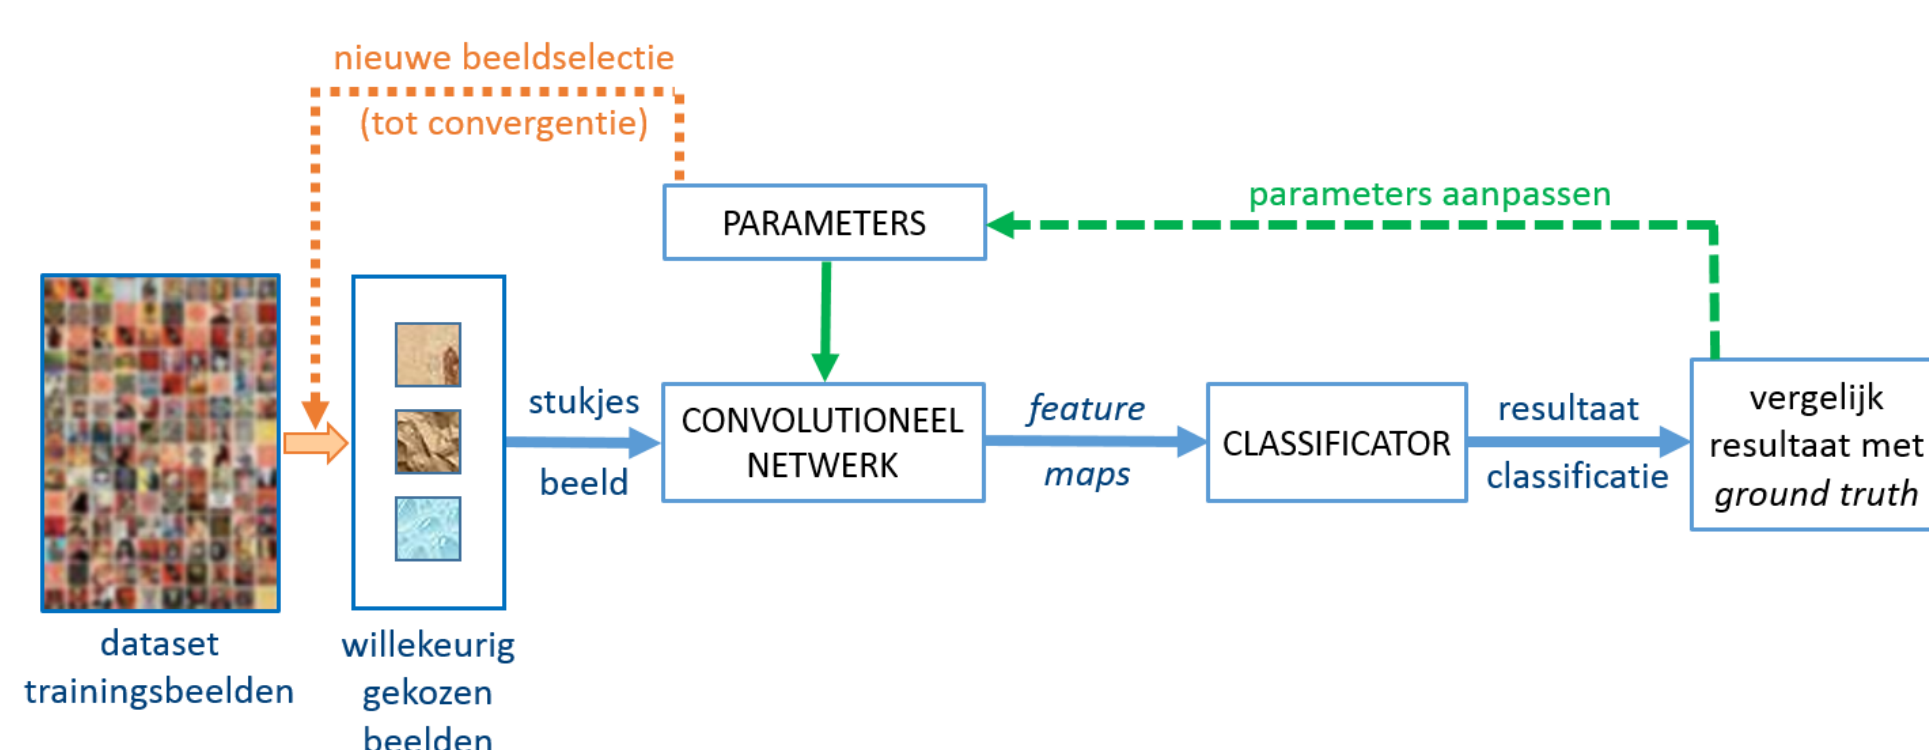 nieuwe beeldselectie
(tot convergentie)
parameters aanpassen
PARAMETERS
stukjes
beeld
CONVOLUTIONEEL
NETWERK
feature
maps
CLASSIFICATOR
resultaat
classificatie
vergelijk
resultaat met
ground truth
dataset
trainingsbeelden
willekeurig
gekozen
beelden